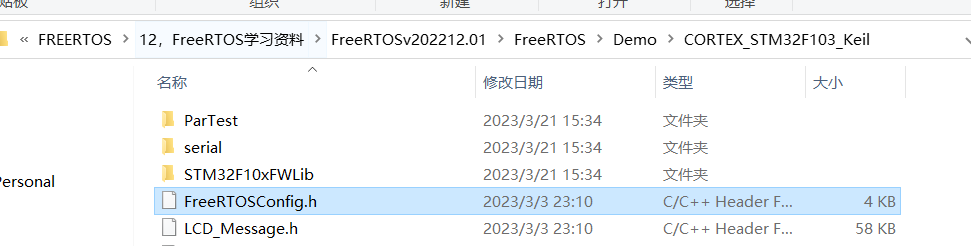 贴板 组织 新建 打开 选择
« FREERTOS > 12，FreeRTOS学习资料 > FreeRTOSv202212.01 > FreeRTOS > Demo > CORTEX_STM32F103_Keil
名称 修改日期 类型 大小
ParTest 2023/3/21 15:34 文件夹
serial 2023/3/21 15:34 文件夹
STM32F10xFWLib 2023/3/21 15:34 文件夹
Personal
FreeRTOSConfig.h 2023/3/3 23:10 C/C++ Header F... 4 KB
LCD_Message.h 2023/3/3 23:10 C/C++ Header F... 58 KB